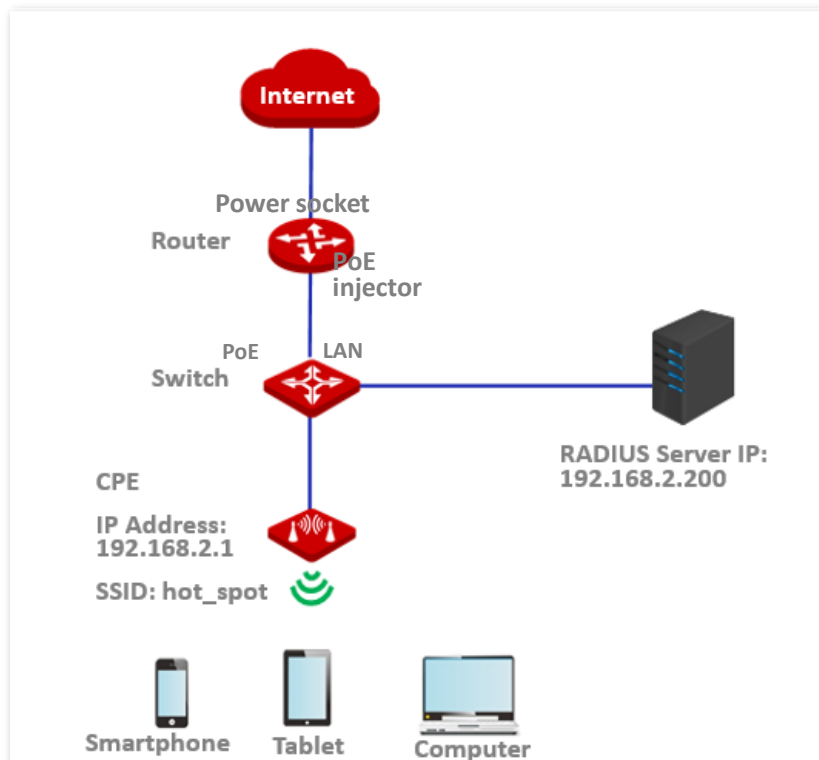 Internet
Power socket
Router
PoE
injector
PoE
LAN
Switch
RADIUS Server IP:
192.168.2.200
CPE
IP Address:
192.168.2.1
SSID: hot_spot
Smartphone
Tablet
Computer